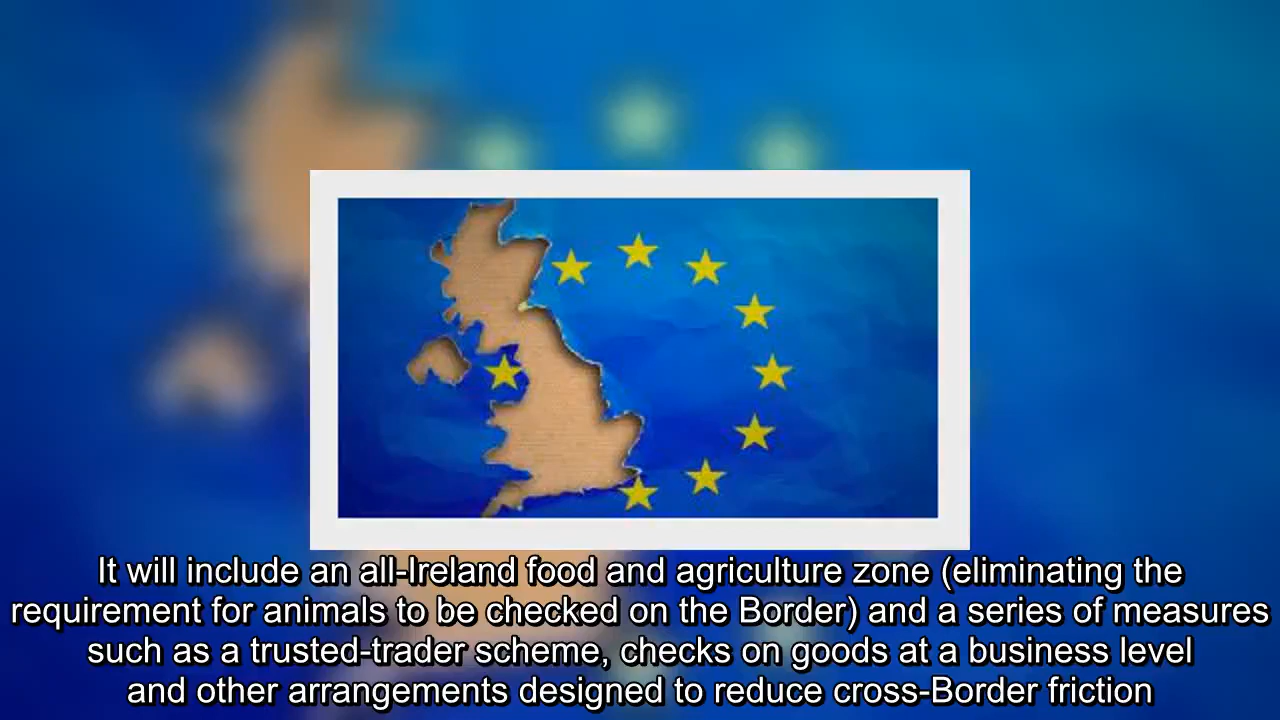 It will include an all-Ireland food and agriculture zone (eliminating the
requirement for animals to be checked on the Border) and a series of measures
such as a trusted-trader scheme, checks on goods at a business level
and other arrangements designed to reduce cross-Border friction